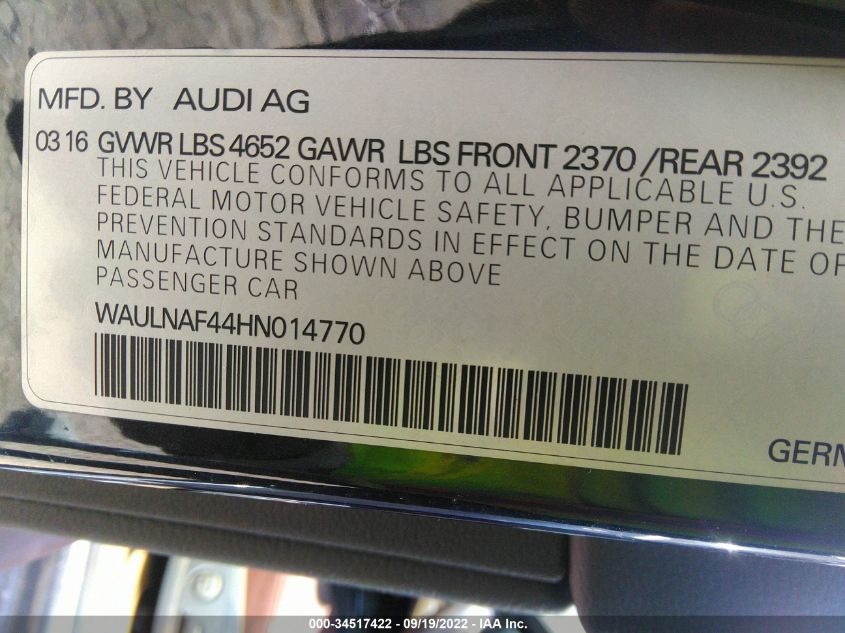 MFD. BY AUDI AG
03 16 GVWR LBS 4652 GAWR LBS FRONT 2370 /REAR 2392
THIS VEHICLE CONFORMS TO ALL APPLICABLE U.S.
FEDERAL MOTOR VEHICLE SAFETY, BUMPER AND THE
PREVENTION STANDARDS IN EFFECT ON THE DATE OF
MANUFACTURE SHOWN ABOVE
PASSENGER CAR
WAULNAF44HN014770
GERM
000-34517422 / 09/19/2022 - IAA Inc.